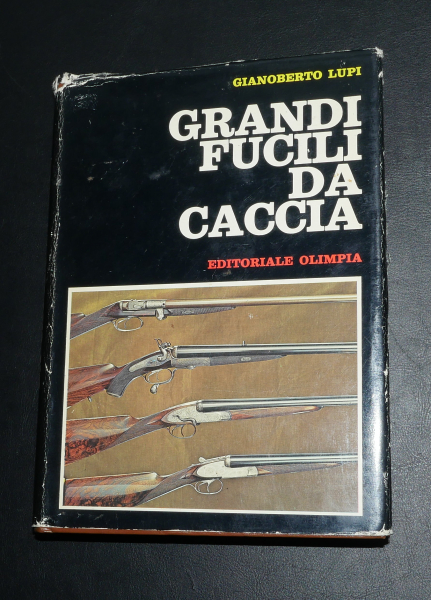 GIANOBERTO LUPI
GRANDI
FUCILI
DA
CACCIA
EDITORIALE OLIMPIA